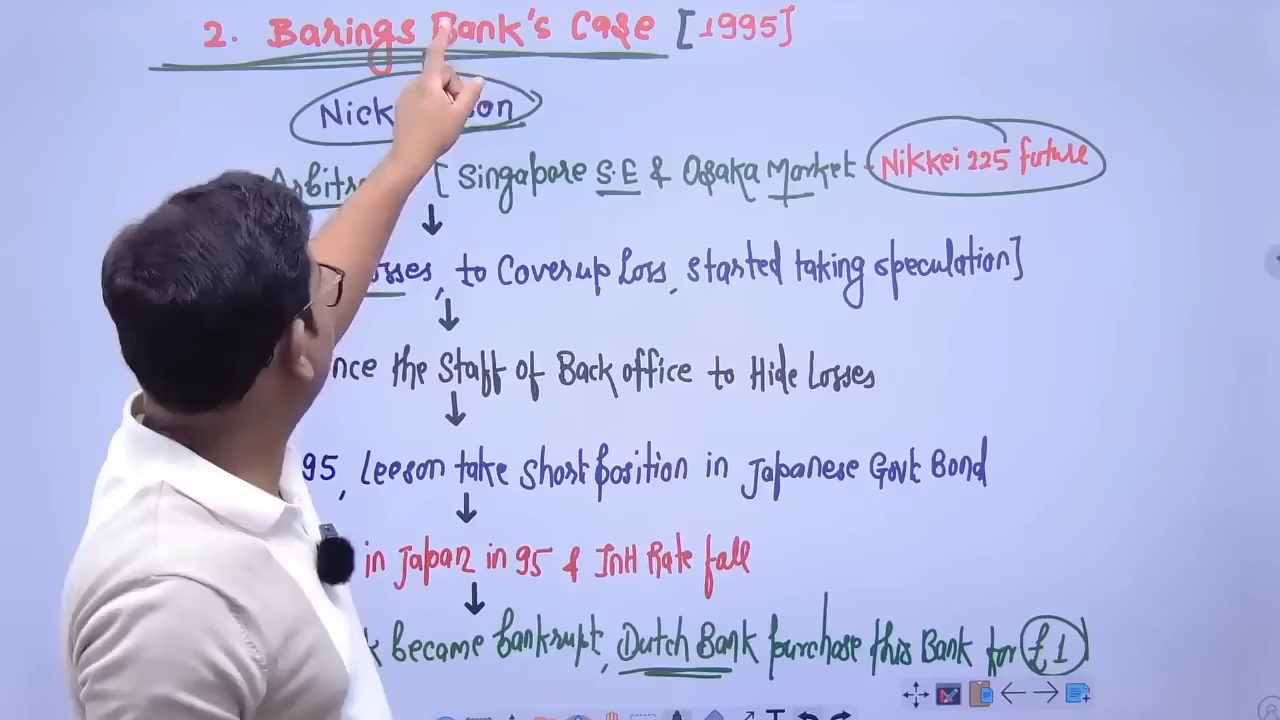 2. Barings Bank's Case [1995]
Nick
[Singapore S.E & Osaka Market - Nikkei 225 future
to Coverup Loss, started taking speculation]
the Staff of Back office to Hide Losses
95, Leeson take short position in Japanese Govt Bond
in Japan in 95 & Int Rate fall
became bankrupt, Dutch Bank purchase this Bank for £1